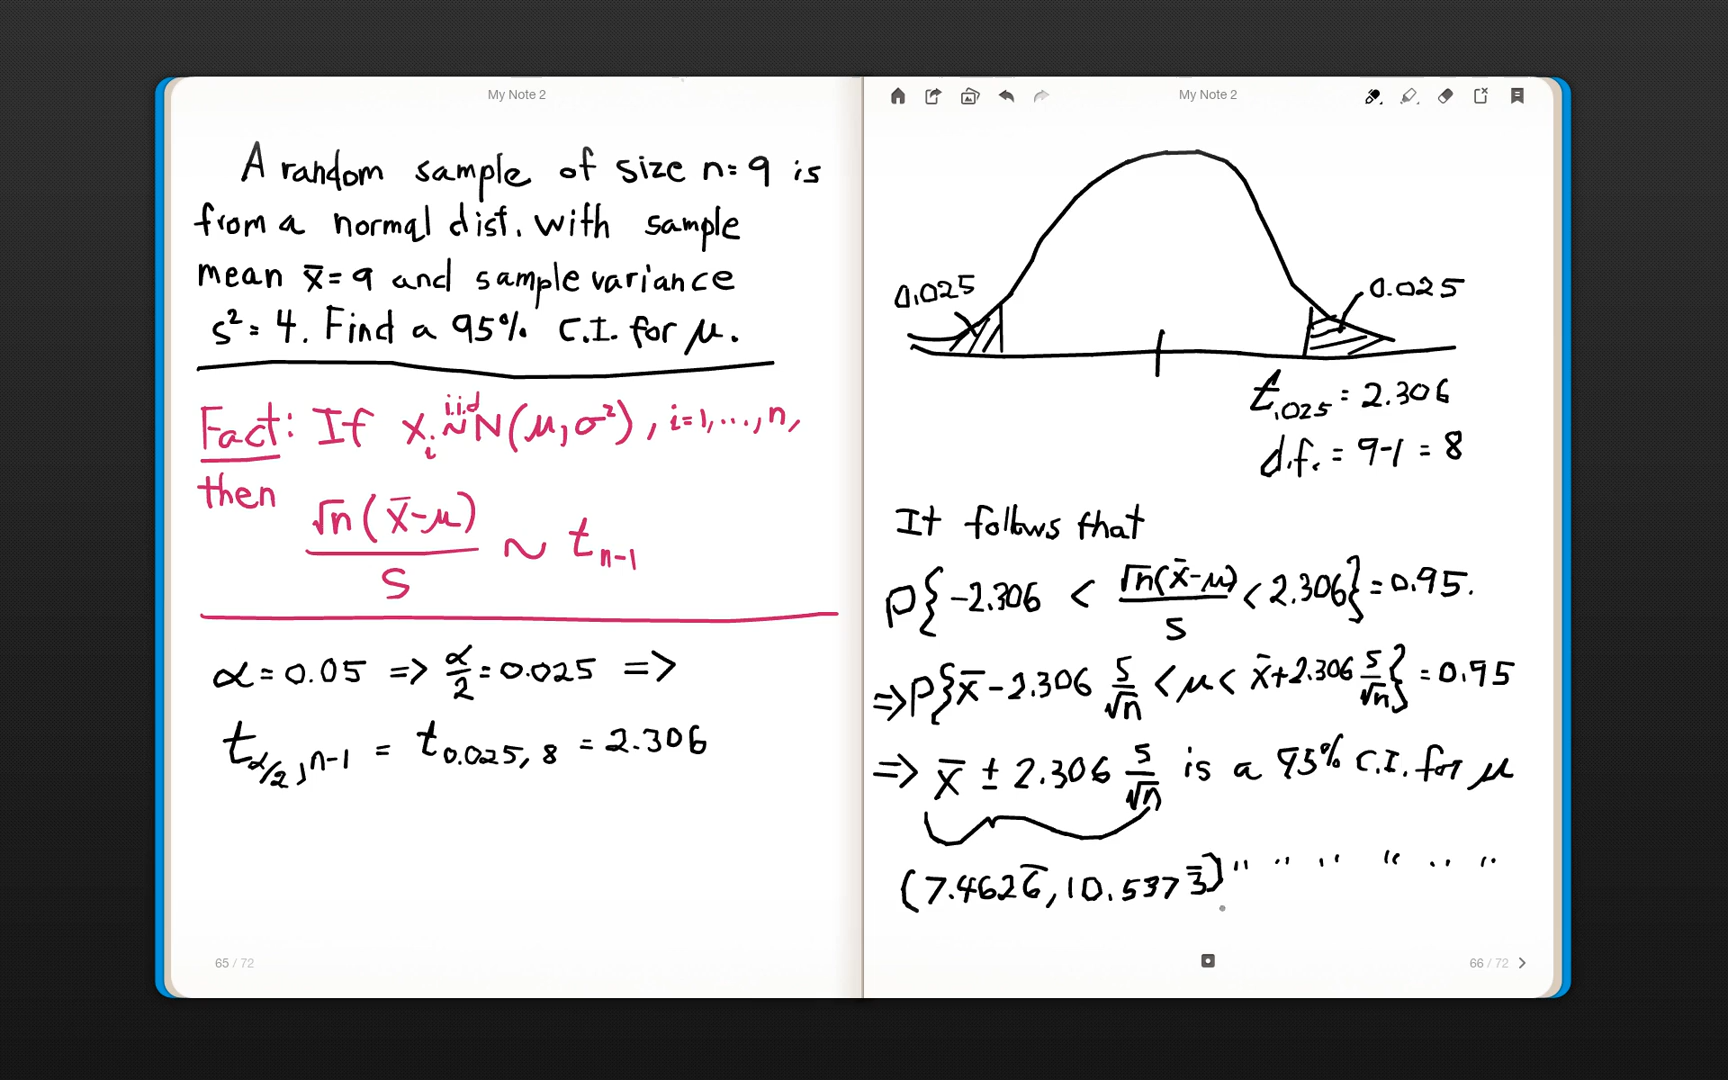 My Note 2
A random sample of size n=9 is
from a normal dist. with sample
mean x̄=9 and sample variance
s²=4. Find a 95% C.I. for μ.
Fact: If Xᵢ i.i.d ~ N(μ,σ²), i=1,...,n,
then
√n(x̄-μ)/S ~ t_{n-1}
α=0.05 => α/2=0.025 =>
t_{α/2, n-1} = t_{0.025, 8} = 2.306
65 / 72
My Note 2
0.025
0.025
t_{.025} = 2.306
d.f. = 9-1 = 8
It follows that
P{-2.306 < √n(x̄-μ)/S < 2.306} = 0.95.
=> P{x̄-2.306 S/√n < μ < x̄+2.306 S/√n} = 0.95
=> x̄ ± 2.306 S/√n is a 95% C.I. for μ
(7.4626̅, 10.5373̅) " " " " " "
66 / 72